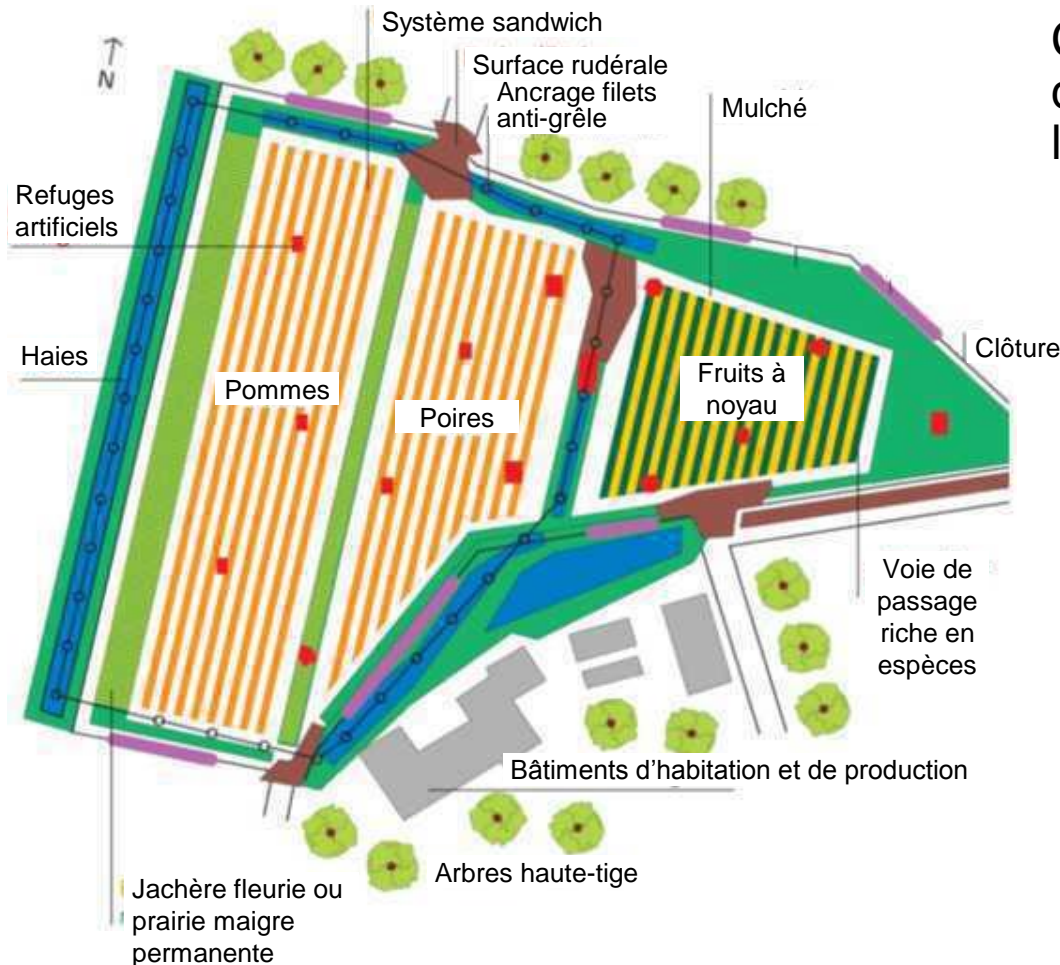 Système sandwich
N
Surface rudérale
Ancrage filets
anti-grêle
Mulché
Refuges
artificiels
Haies
Clôture
Pommes
Poires
Fruits à
noyau
Voie de
passage
riche en
espèces
Bâtiments d'habitation et de production
Arbres haute-tige
Jachère fleurie ou
prairie maigre
permanente